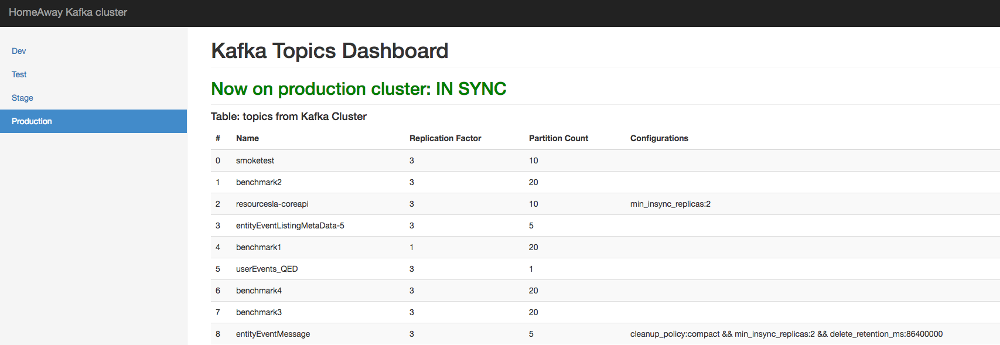 HomeAway Kafka cluster
Dev
Test
Stage
Production
Kafka Topics Dashboard
Now on production cluster: IN SYNC
Table: topics from Kafka Cluster
# Name Replication Factor Partition Count Configurations
0 smoketest 3 10
1 benchmark2 3 20
2 resourcesla-coreapi 3 10 min_insync_replicas:2
3 entityEventListingMetaData-5 3 5
4 benchmark1 1 20
5 userEvents_QED 3 1
6 benchmark4 3 20
7 benchmark3 3 20
8 entityEventMessage 3 5 cleanup_policy:compact && min_insync_replicas:2 && delete_retention_ms:86400000